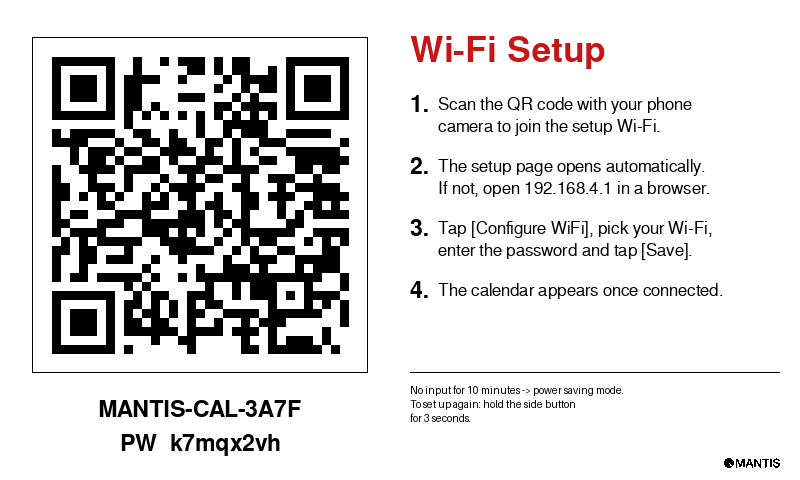 Wi-Fi Setup
1. Scan the QR code with your phone
camera to join the setup Wi-Fi.
2. The setup page opens automatically.
If not, open 192.168.4.1 in a browser.
3. Tap [Configure WiFi], pick your Wi-Fi,
enter the password and tap [Save].
4. The calendar appears once connected.
No input for 10 minutes -> power saving mode.
To set up again: hold the side button
for 3 seconds.
MANTIS-CAL-3A7F
PW k7mqx2vh
MANTIS